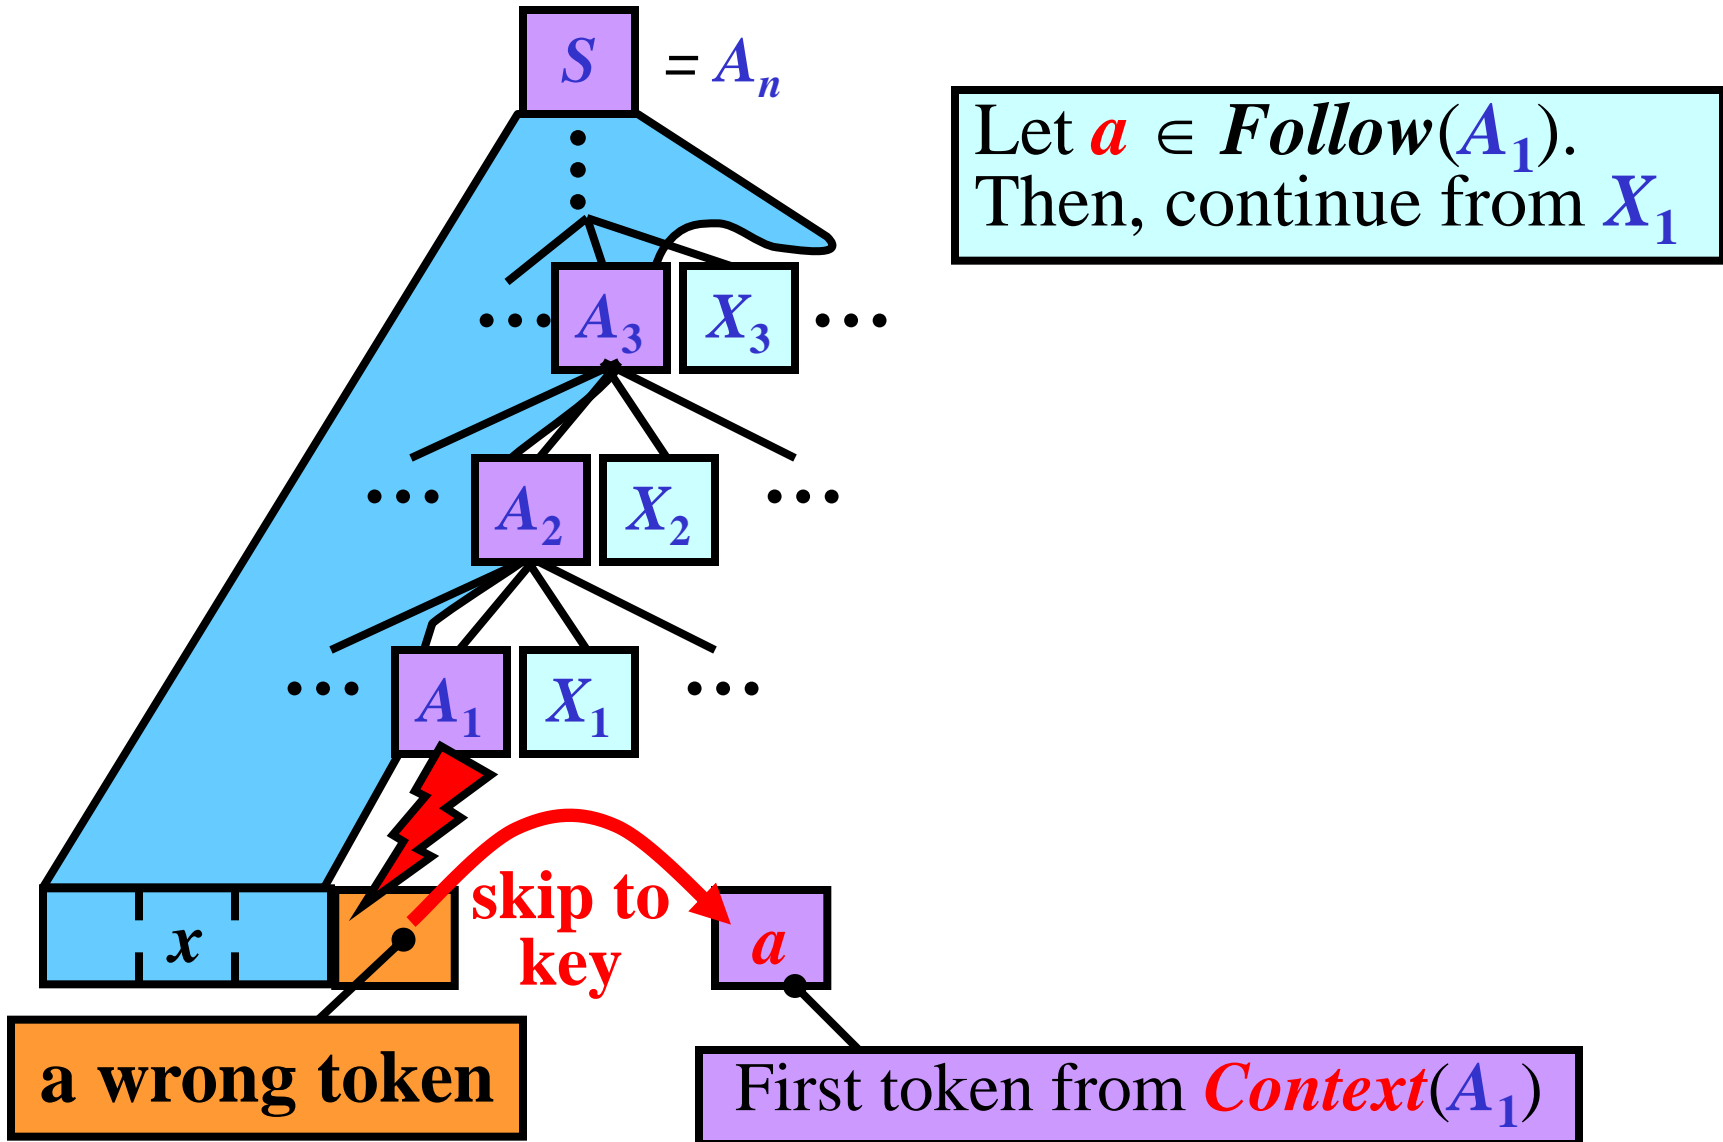 S = Aₙ
Let a ∈ Follow(A₁).
Then, continue from X₁
... A₃ X₃ ...
... A₂ X₂ ...
... A₁ X₁ ...
skip to
key
x
a
a wrong token
First token from Context(A₁)